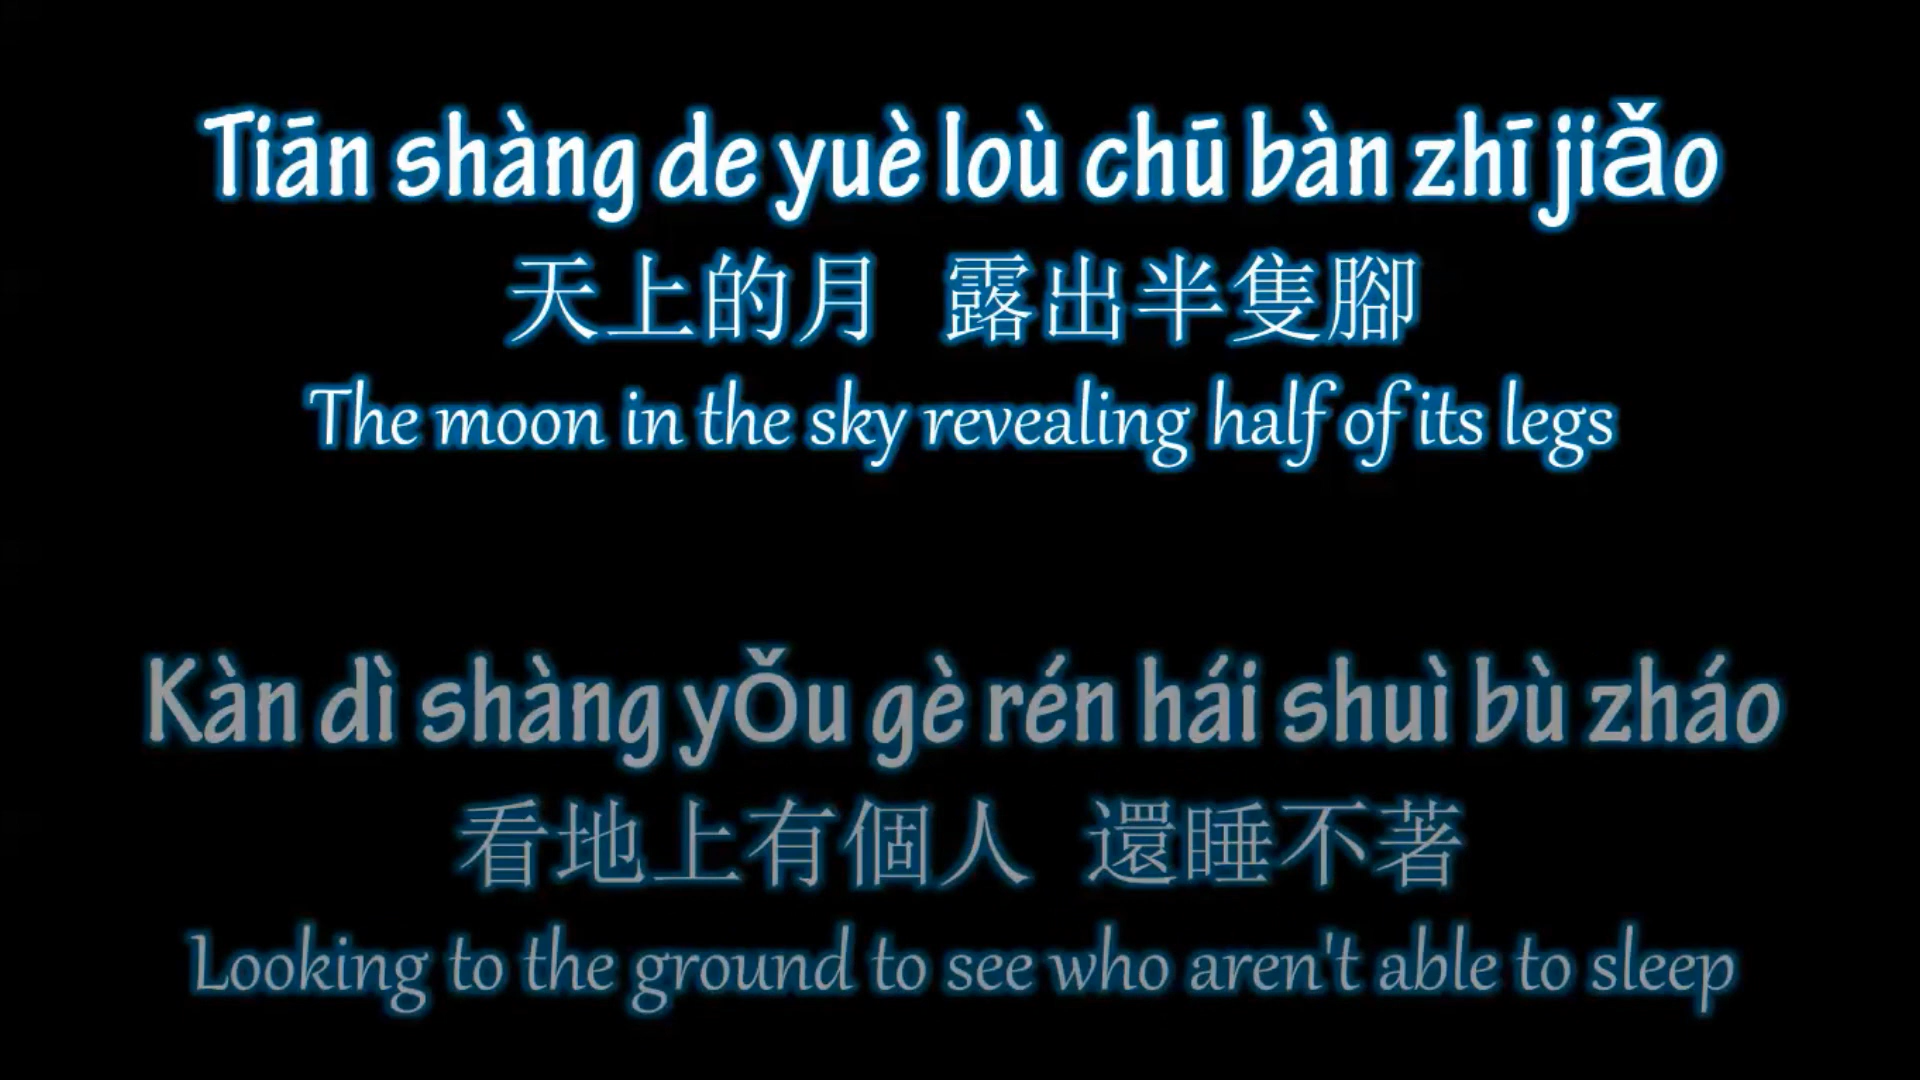 Tiān shàng de yuè loù chū bàn zhī jiǎo
天上的月 露出半隻腳
The moon in the sky revealing half of its legs
Kàn dì shàng yǒu gè rén hái shuì bù zháo
看地上有個人 還睡不著
Looking to the ground to see who aren't able to sleep